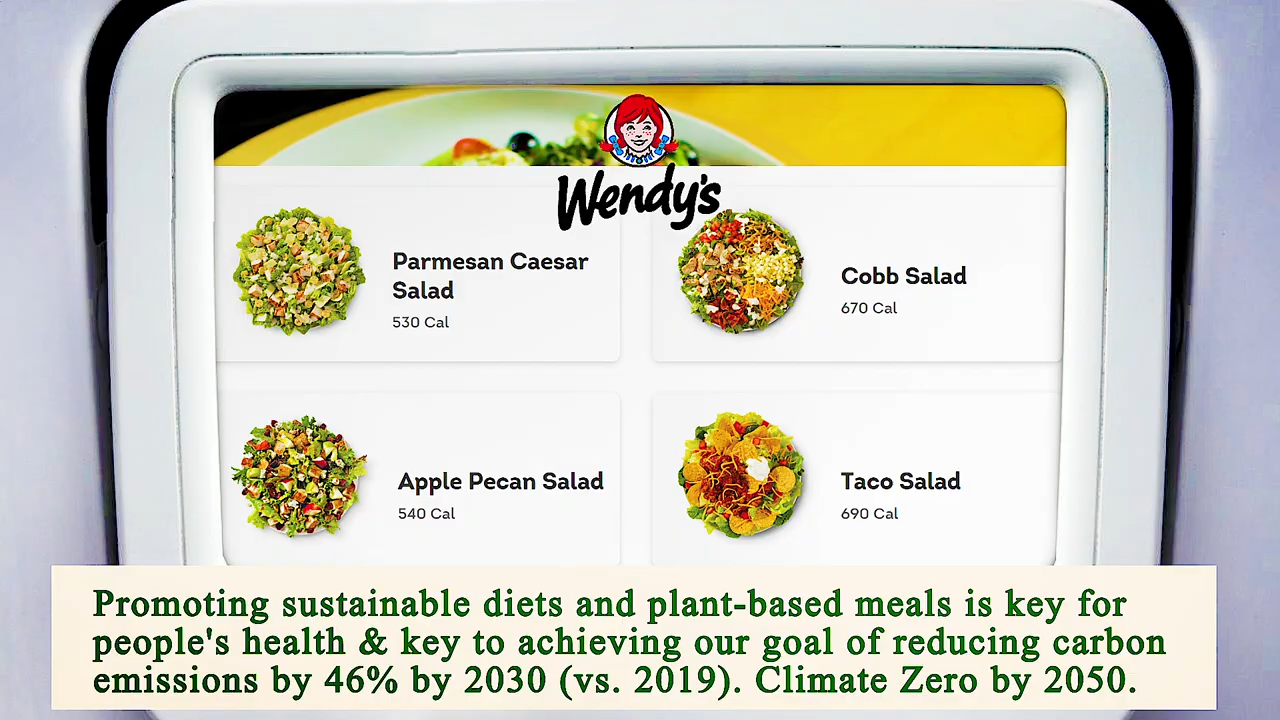 Wendy's
Parmesan Caesar
Salad
530 Cal
Cobb Salad
670 Cal
Apple Pecan Salad
540 Cal
Taco Salad
690 Cal
Promoting sustainable diets and plant-based meals is key for
people's health & key to achieving our goal of reducing carbon
emissions by 46% by 2030 (vs. 2019). Climate Zero by 2050.